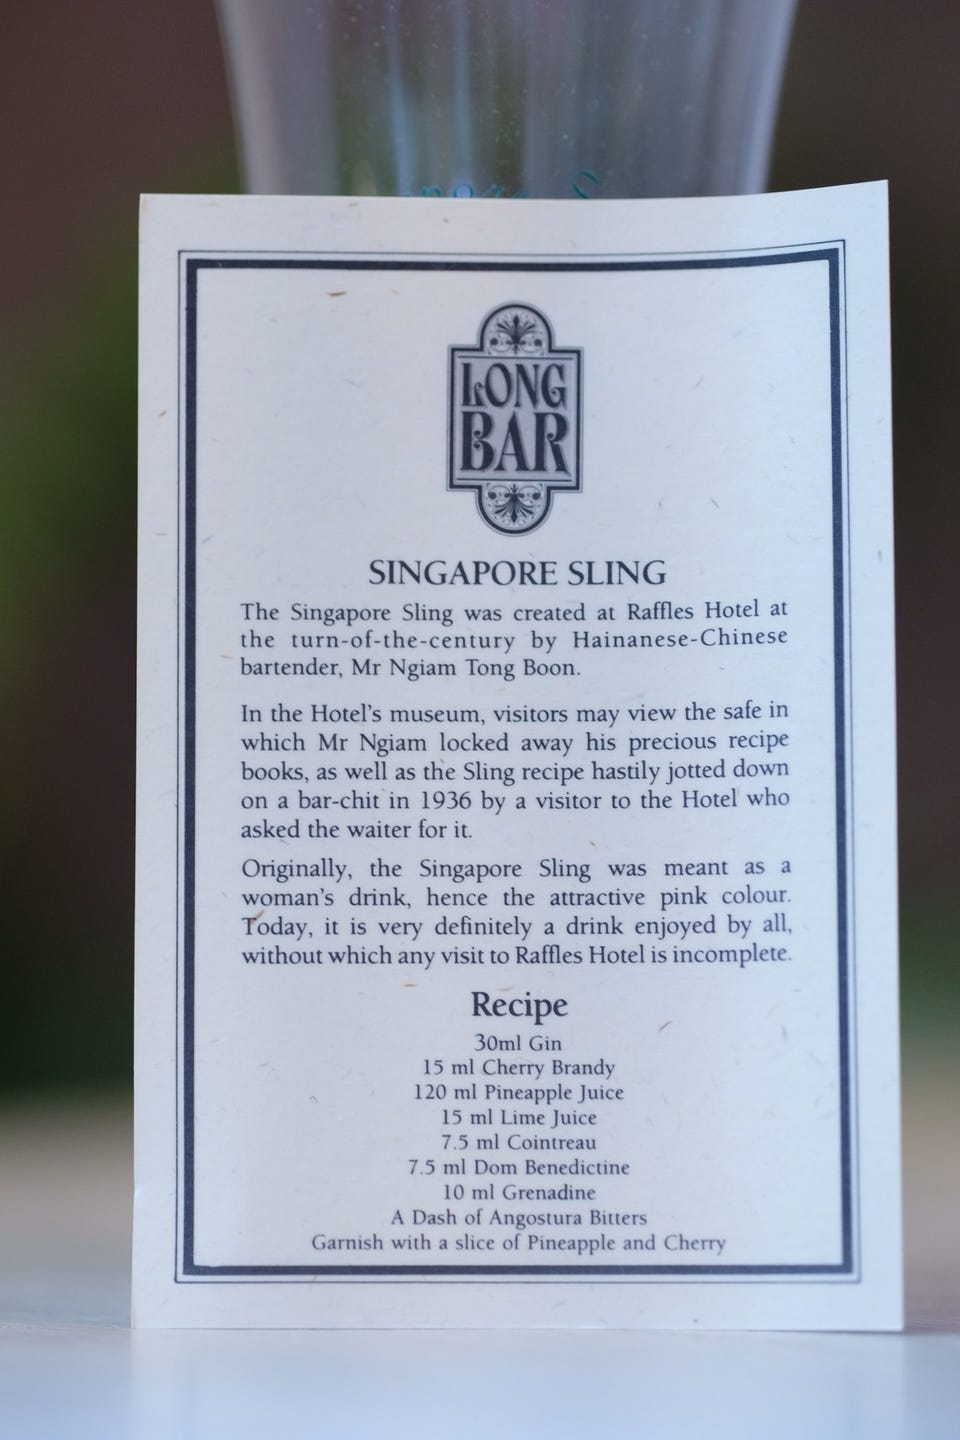 LONG
BAR
SINGAPORE SLING
The Singapore Sling was created at Raffles Hotel at
the turn-of-the-century by Hainanese-Chinese
bartender, Mr Ngiam Tong Boon.
In the Hotel's museum, visitors may view the safe in
which Mr Ngiam locked away his precious recipe
books, as well as the Sling recipe hastily jotted down
on a bar-chit in 1936 by a visitor to the Hotel who
asked the waiter for it.
Originally, the Singapore Sling was meant as a
woman's drink, hence the attractive pink colour.
Today, it is very definitely a drink enjoyed by all,
without which any visit to Raffles Hotel is incomplete.
Recipe
30ml Gin
15 ml Cherry Brandy
120 ml Pineapple Juice
15 ml Lime Juice
7.5 ml Cointreau
7.5 ml Dom Benedictine
10 ml Grenadine
A Dash of Angostura Bitters
Garnish with a slice of Pineapple and Cherry